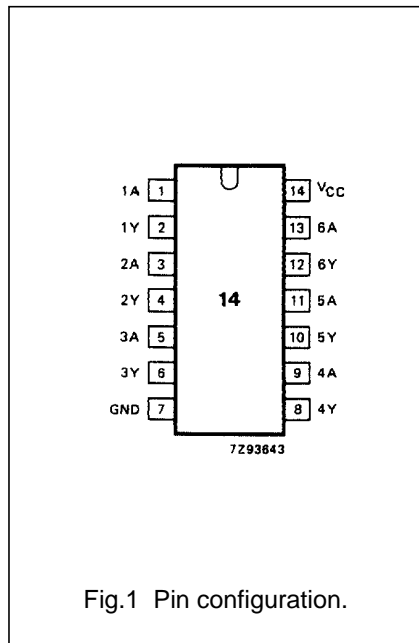 1A 1 14 VCC
1Y 2 13 6A
2A 3 12 6Y
2Y 4 14 11 5A
3A 5 10 5Y
3Y 6 9 4A
GND 7 8 4Y
7Z93643
Fig.1 Pin configuration.